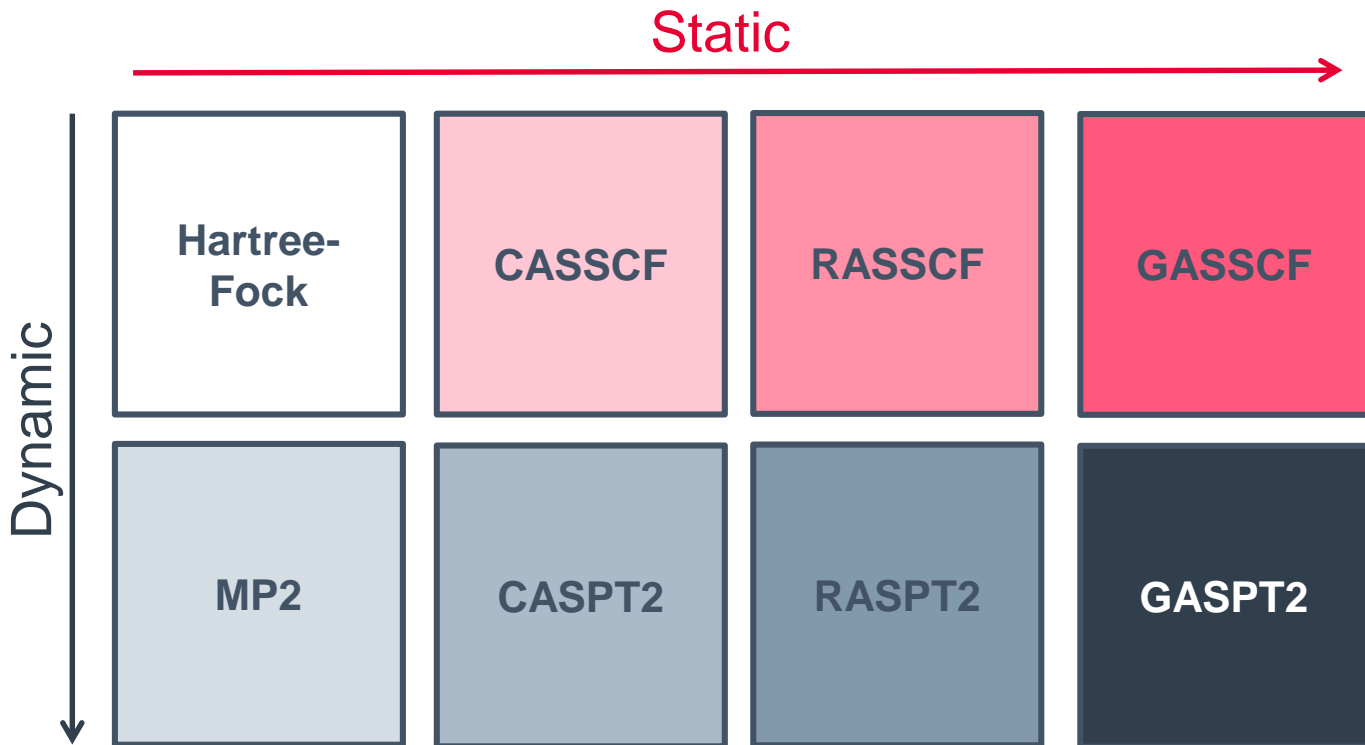 Static
Dynamic
Hartree-
Fock
CASSCF
RASSCF
GASSCF
MP2
CASPT2
RASPT2
GASPT2